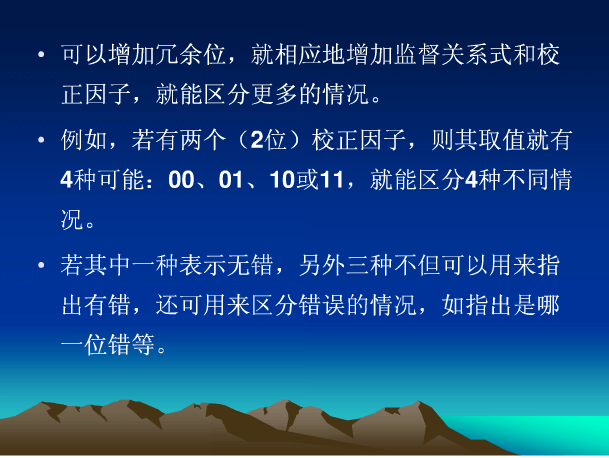 • 可以增加冗余位，就相应地增加监督关系式和校
正因子，就能区分更多的情况。
• 例如，若有两个（2位）校正因子，则其取值就有
4种可能：00、01、10或11，就能区分4种不同情
况。
• 若其中一种表示无错，另外三种不但可以用来指
出有错，还可用来区分错误的情况，如指出是哪
一位错等。